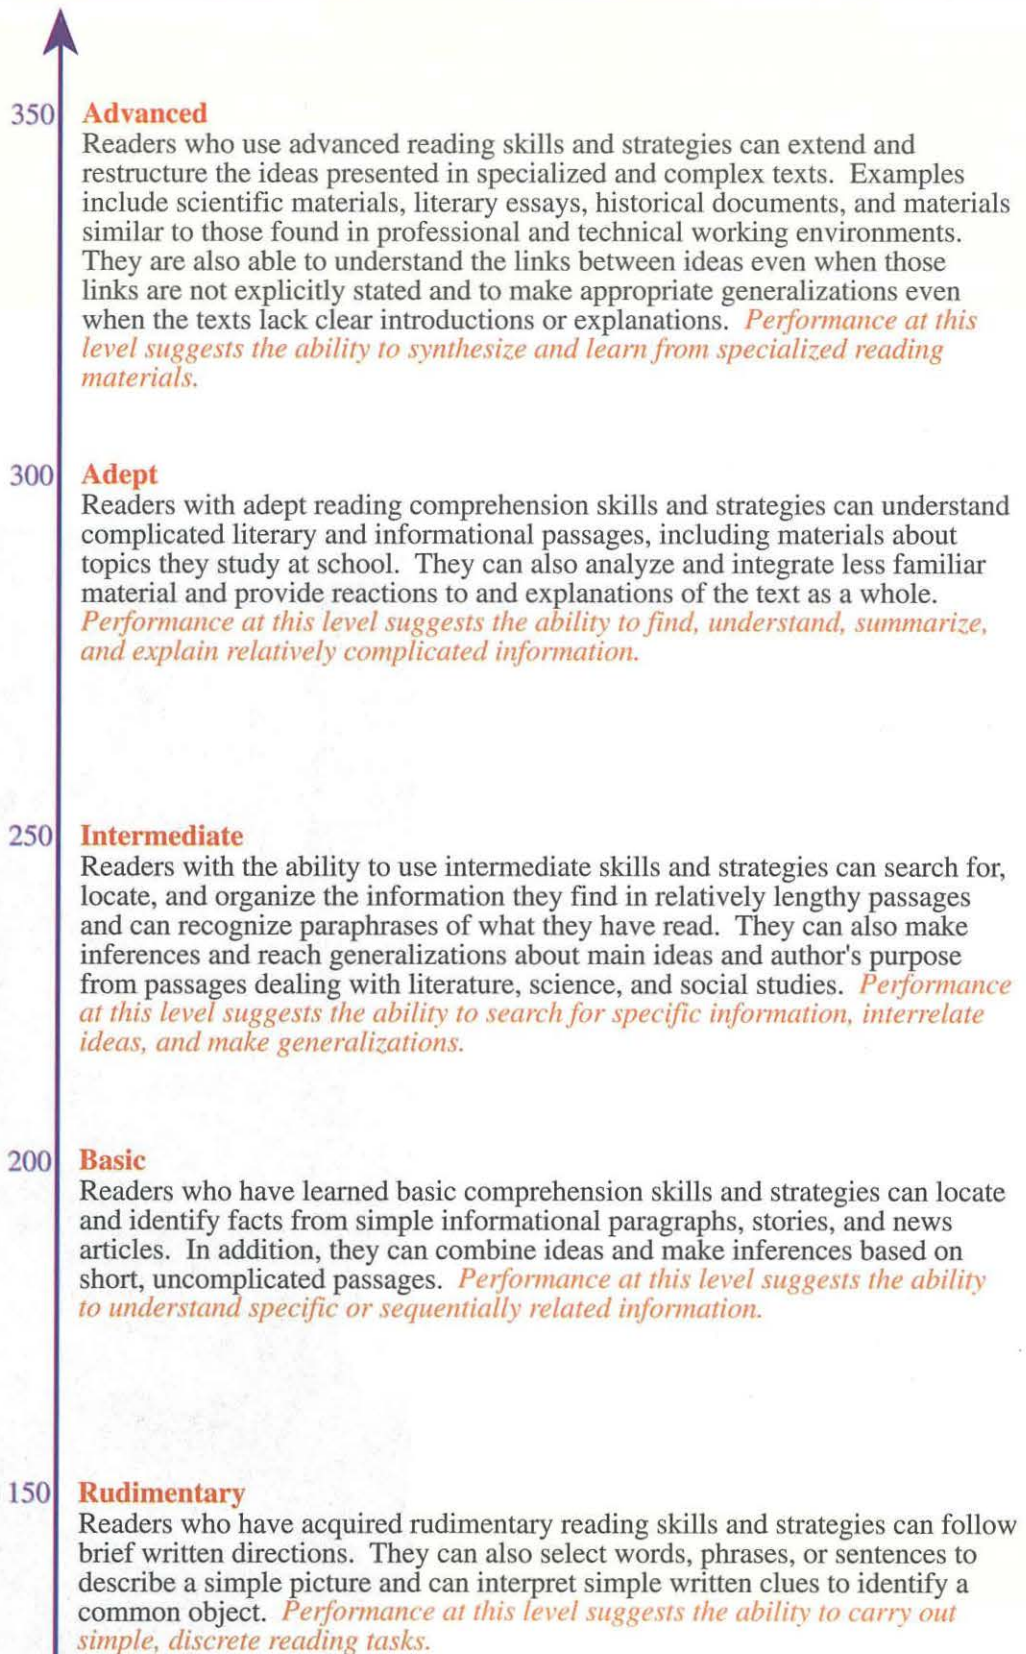 350 Advanced
Readers who use advanced reading skills and strategies can extend and
restructure the ideas presented in specialized and complex texts. Examples
include scientific materials, literary essays, historical documents, and materials
similar to those found in professional and technical working environments.
They are also able to understand the links between ideas even when those
links are not explicitly stated and to make appropriate generalizations even
when the texts lack clear introductions or explanations. Performance at this
level suggests the ability to synthesize and learn from specialized reading
materials.
300 Adept
Readers with adept reading comprehension skills and strategies can understand
complicated literary and informational passages, including materials about
topics they study at school. They can also analyze and integrate less familiar
material and provide reactions to and explanations of the text as a whole.
Performance at this level suggests the ability to find, understand, summarize,
and explain relatively complicated information.
250 Intermediate
Readers with the ability to use intermediate skills and strategies can search for,
locate, and organize the information they find in relatively lengthy passages
and can recognize paraphrases of what they have read. They can also make
inferences and reach generalizations about main ideas and author's purpose
from passages dealing with literature, science, and social studies. Performance
at this level suggests the ability to search for specific information, interrelate
ideas, and make generalizations.
200 Basic
Readers who have learned basic comprehension skills and strategies can locate
and identify facts from simple informational paragraphs, stories, and news
articles. In addition, they can combine ideas and make inferences based on
short, uncomplicated passages. Performance at this level suggests the ability
to understand specific or sequentially related information.
150 Rudimentary
Readers who have acquired rudimentary reading skills and strategies can follow
brief written directions. They can also select words, phrases, or sentences to
describe a simple picture and can interpret simple written clues to identify a
common object. Performance at this level suggests the ability to carry out
simple, discrete reading tasks.